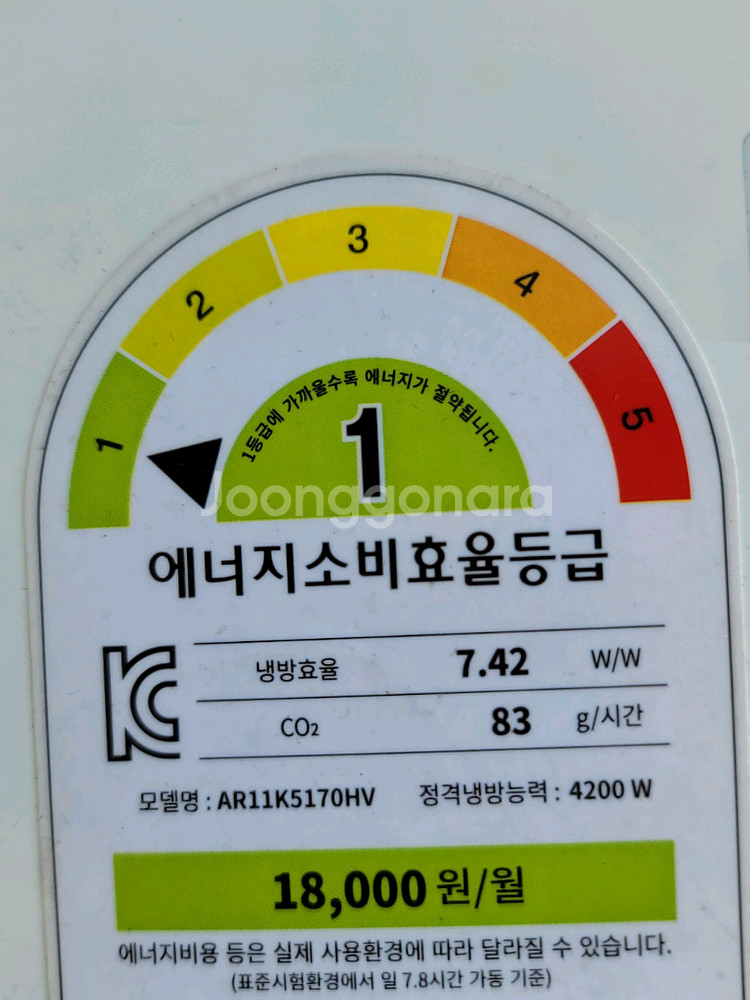 1
2
3
4
5
1등급에 가까울수록 에너지가 절약됩니다.
1
Joonggonara
에너지소비효율등급
냉방효율 7.42 W/W
CO₂ 83 g/시간
모델명 : AR11K5170HV 정격냉방능력 : 4200 W
18,000 원/월
에너지비용 등은 실제 사용환경에 따라 달라질 수 있습니다.
(표준시험환경에서 일 7.8시간 가동 기준)